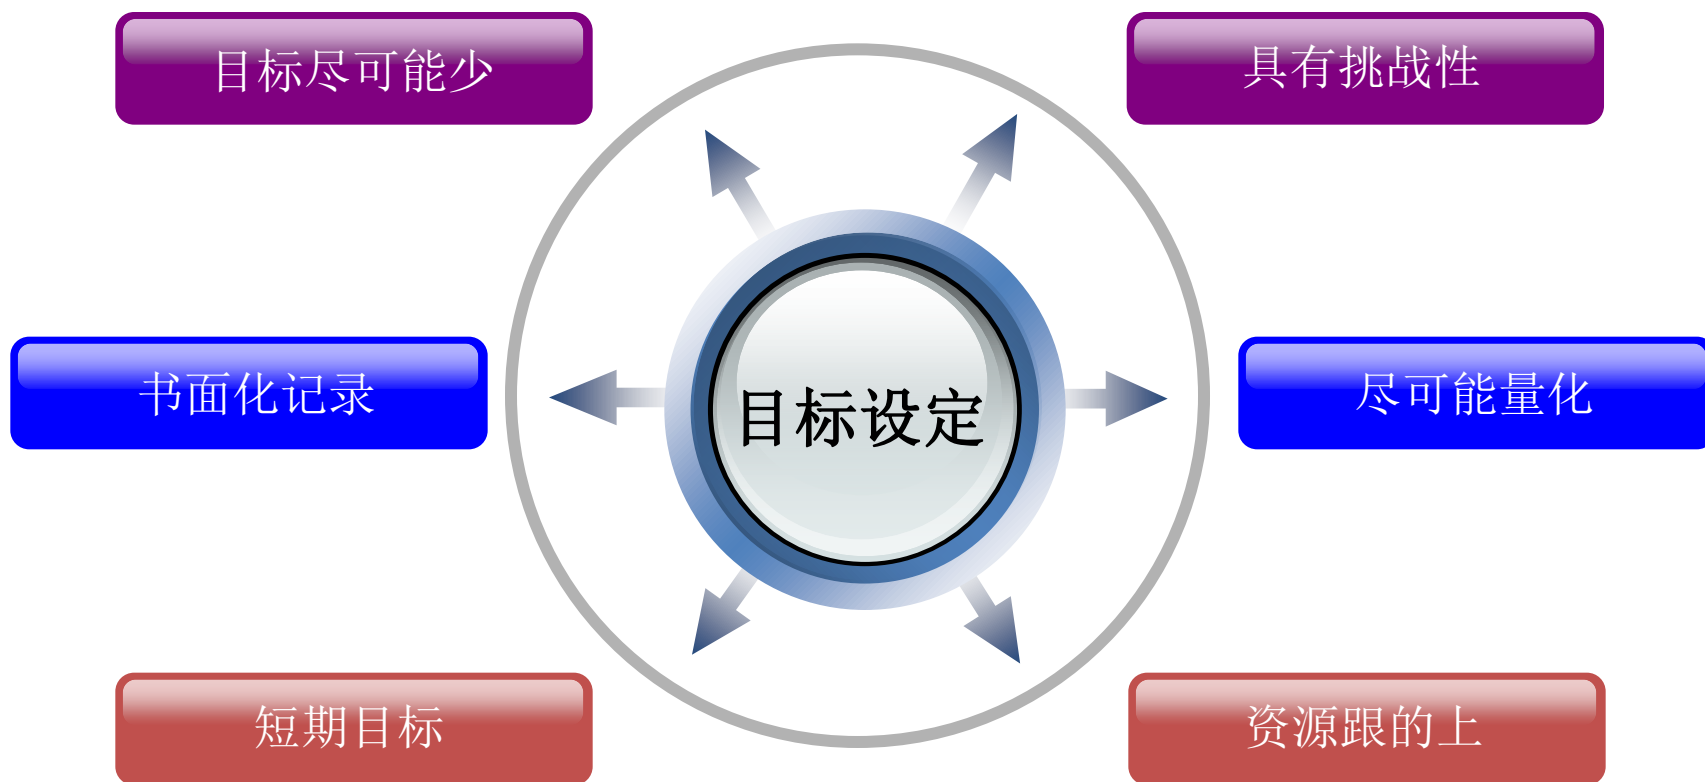 目标尽可能少
具有挑战性
书面化记录
目标设定
尽可能量化
短期目标
资源跟的上